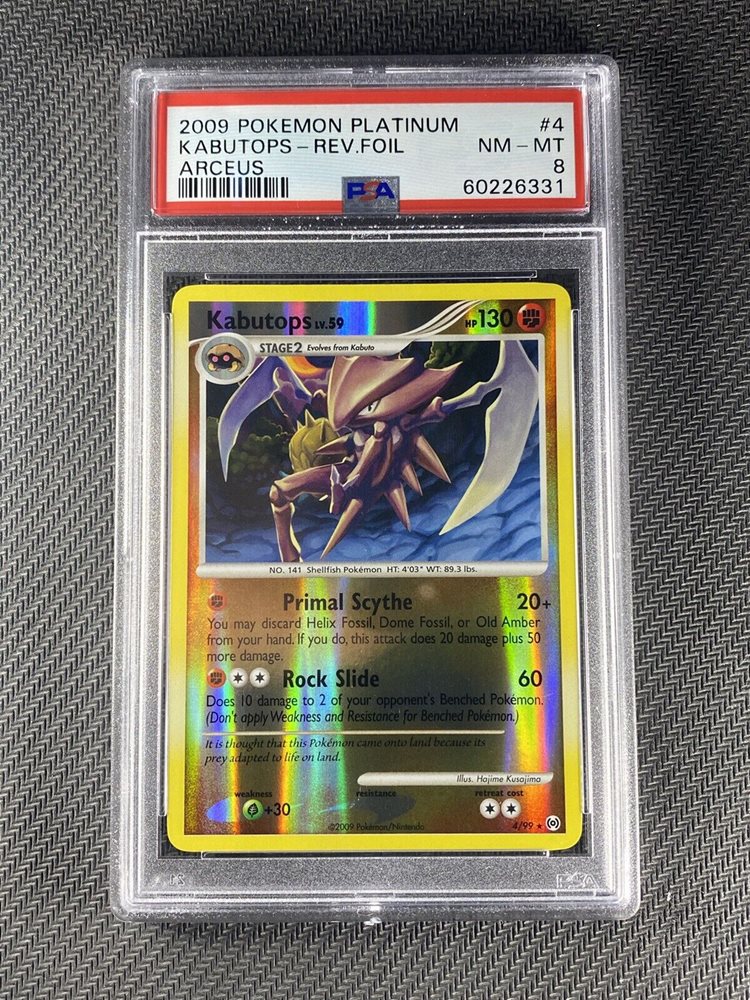 2009 POKEMON PLATINUM #4
KABUTOPS - REV.FOIL NM - MT
ARCEUS 8
PSA 60226331
Kabutops LV.59 HP 130
STAGE2 Evolves from Kabuto
NO. 141 Shellfish Pokémon HT: 4'03" WT: 89.3 lbs.
Primal Scythe 20+
You may discard Helix Fossil, Dome Fossil, or Old Amber
from your hand. If you do, this attack does 20 damage plus 50
more damage.
Rock Slide 60
Does 10 damage to 2 of your opponent's Benched Pokémon.
(Don't apply Weakness and Resistance for Benched Pokémon.)
It is thought that this Pokémon came onto land because its
prey adapted to life on land.
Illus. Hajime Kusajima
weakness resistance retreat cost
+30
©2009 Pokémon/Nintendo 4/99 ★